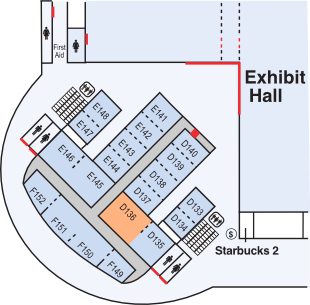 First
Aid
Exhibit
Hall
E148
E147
E141
E142
E143
E144
E146
E145
D140
D139
D138
D137
D136
D135
D133
D134
F152
F151
F150
F149
$
Starbucks 2